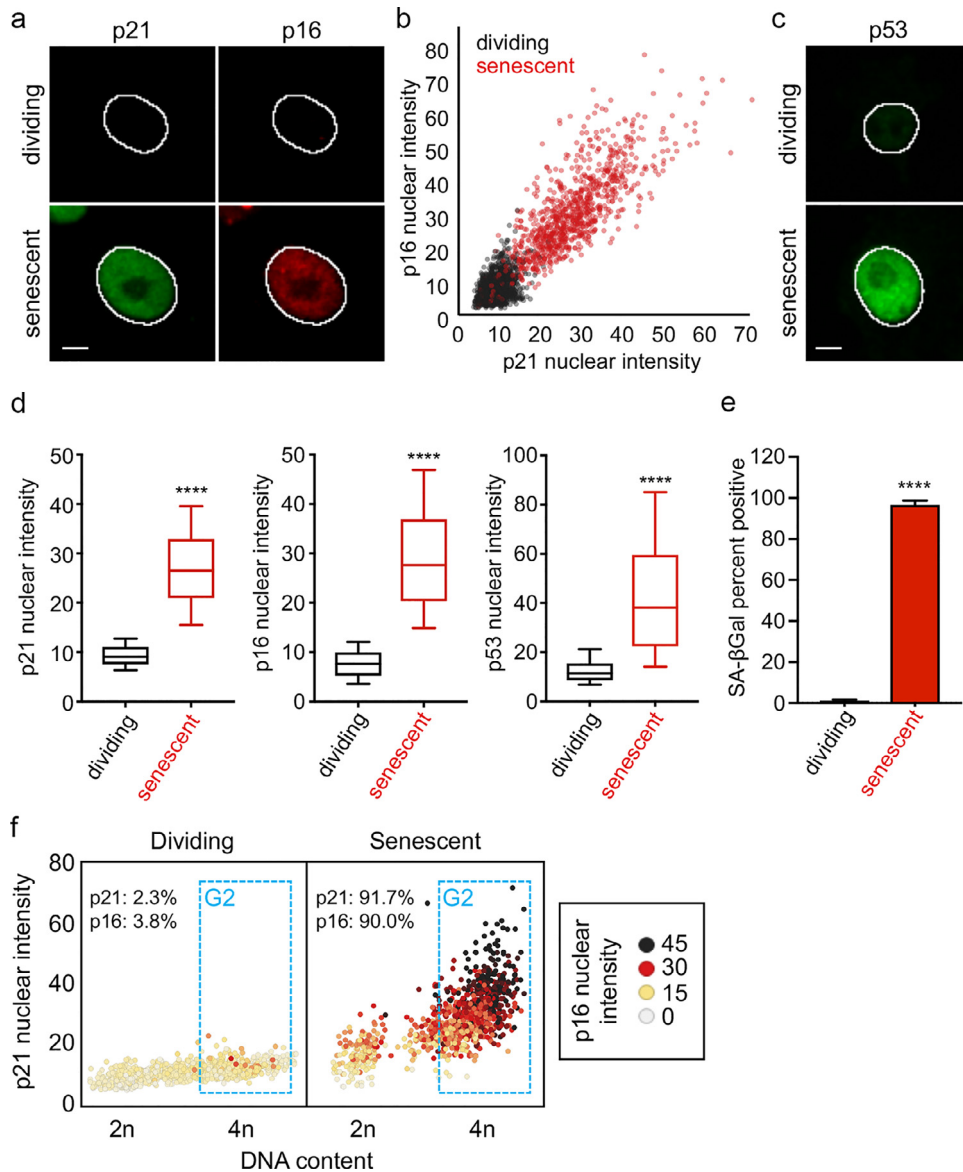 a
p21
p16
dividing
senescent
b
dividing
senescent
p16 nuclear intensity
80
70
60
50
40
30
20
10
0
0 10 20 30 40 50 60 70
p21 nuclear intensity
c
p53
dividing
senescent
d
p21 nuclear intensity
50
40
30
20
10
0
****
dividing
senescent
p16 nuclear intensity
50
40
30
20
10
0
****
dividing
senescent
p53 nuclear intensity
100
80
60
40
20
0
****
dividing
senescent
e
SA-βGal percent positive
120
100
80
60
40
20
0
****
dividing
senescent
f
Dividing
Senescent
p21 nuclear intensity
80
60
40
20
0
p21: 2.3%
p16: 3.8%
G2
p21: 91.7%
p16: 90.0%
G2
2n 4n 2n 4n
DNA content
p16 nuclear
intensity
45
30
15
0